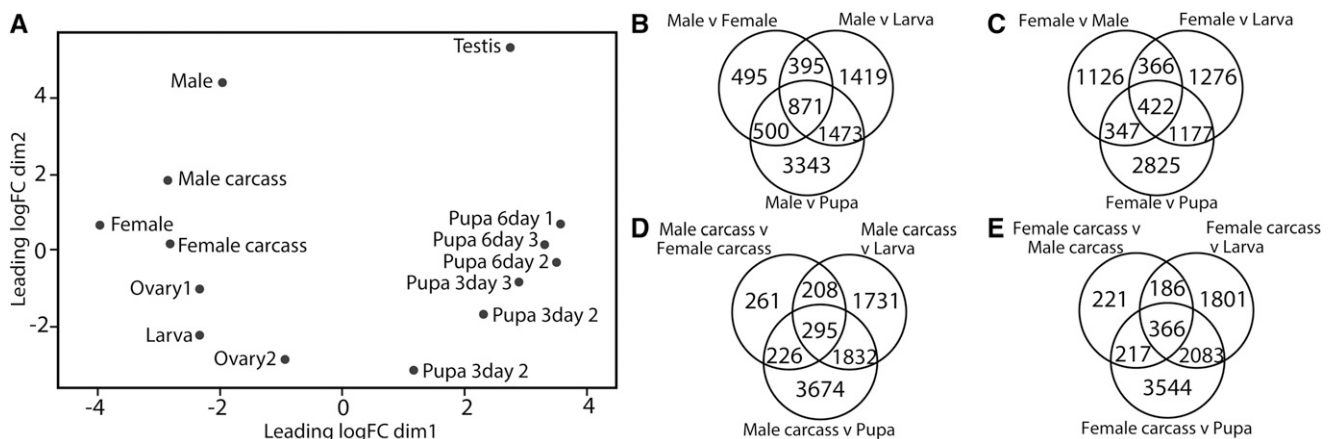 A
Testis
Male
Male carcass
Female
Female carcass
Ovary1
Larva
Ovary2
Pupa 6day 1
Pupa 6day 3
Pupa 6day 2
Pupa 3day 3
Pupa 3day 2
Pupa 3day 2
4
2
0
-2
Leading logFC dim2
-4
-2
0
2
4
Leading logFC dim1
B
Male v Female
Male v Larva
495
395
1419
871
500
1473
3343
Male v Pupa
C
Female v Male
Female v Larva
1126
366
1276
422
347
1177
2825
Female v Pupa
D
Male carcass v
Female carcass
Male carcass
v Larva
261
208
1731
295
226
1832
3674
Male carcass v Pupa
E
Female carcass v
Male carcass
Female carcass
v Larva
221
186
1801
366
217
2083
3544
Female carcass v Pupa